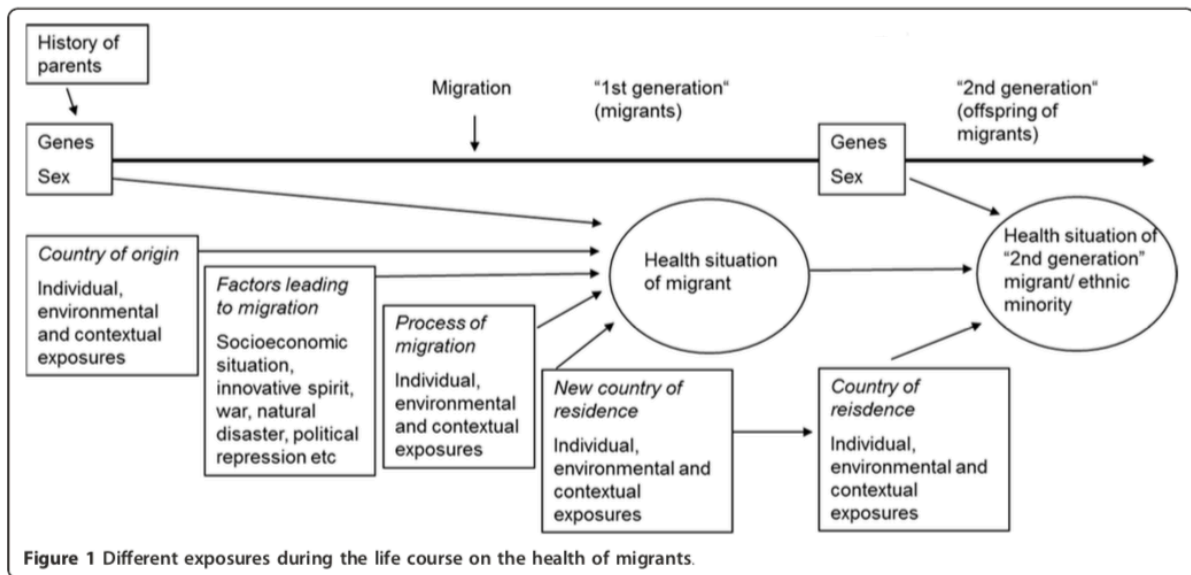 History of
parents
Migration
"1st generation"
(migrants)
"2nd generation"
(offspring of
migrants)
Genes
Sex
Genes
Sex
Country of origin
Individual,
environmental
and contextual
exposures
Factors leading
to migration
Socioeconomic
situation,
innovative spirit,
war, natural
disaster, political
repression etc
Process of
migration
Individual,
environmental
and contextual
exposures
New country of
residence
Individual,
environmental and
contextual
exposures
Health situation
of migrant
Country of
reisdence
Individual,
environmental and
contextual
exposures
Health situation of
"2nd generation"
migrant/ ethnic
minority
Figure 1 Different exposures during the life course on the health of migrants.